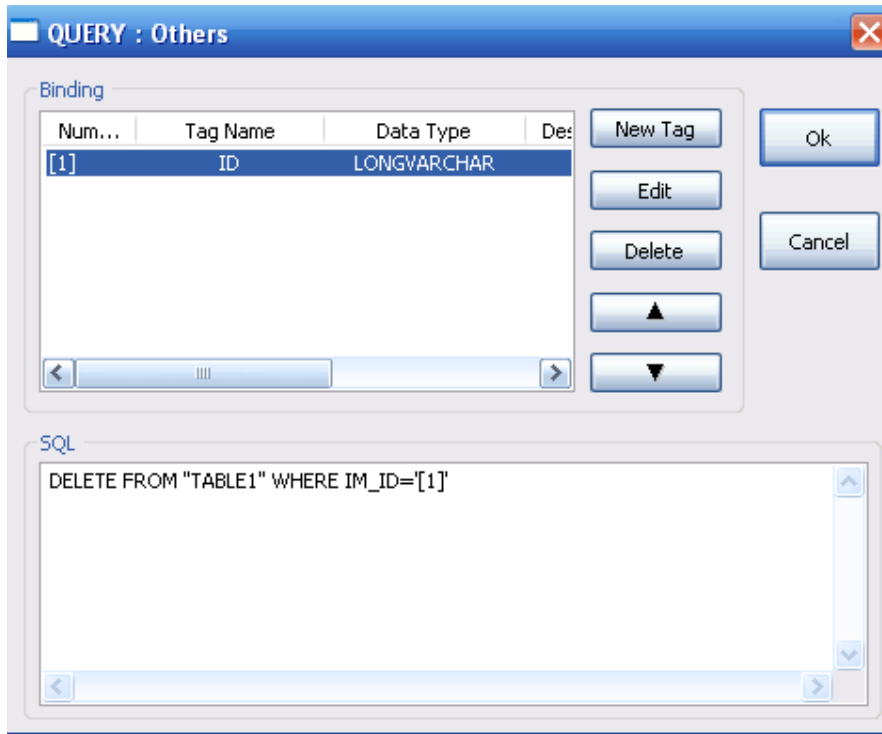 QUERY : Others
Binding
Num... Tag Name Data Type Des
[1] ID LONGVARCHAR
New Tag
Edit
Delete
Ok
Cancel
SQL
DELETE FROM "TABLE1" WHERE IM_ID='[1]'